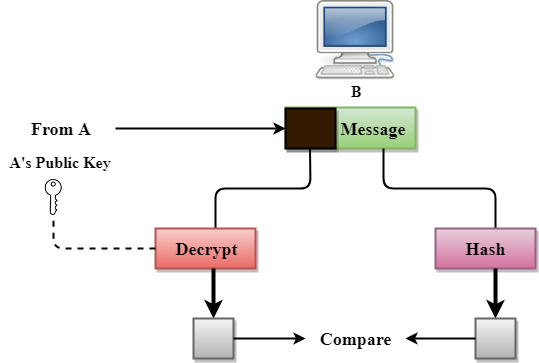 B
From A
Message
A's Public Key
Decrypt
Hash
Compare